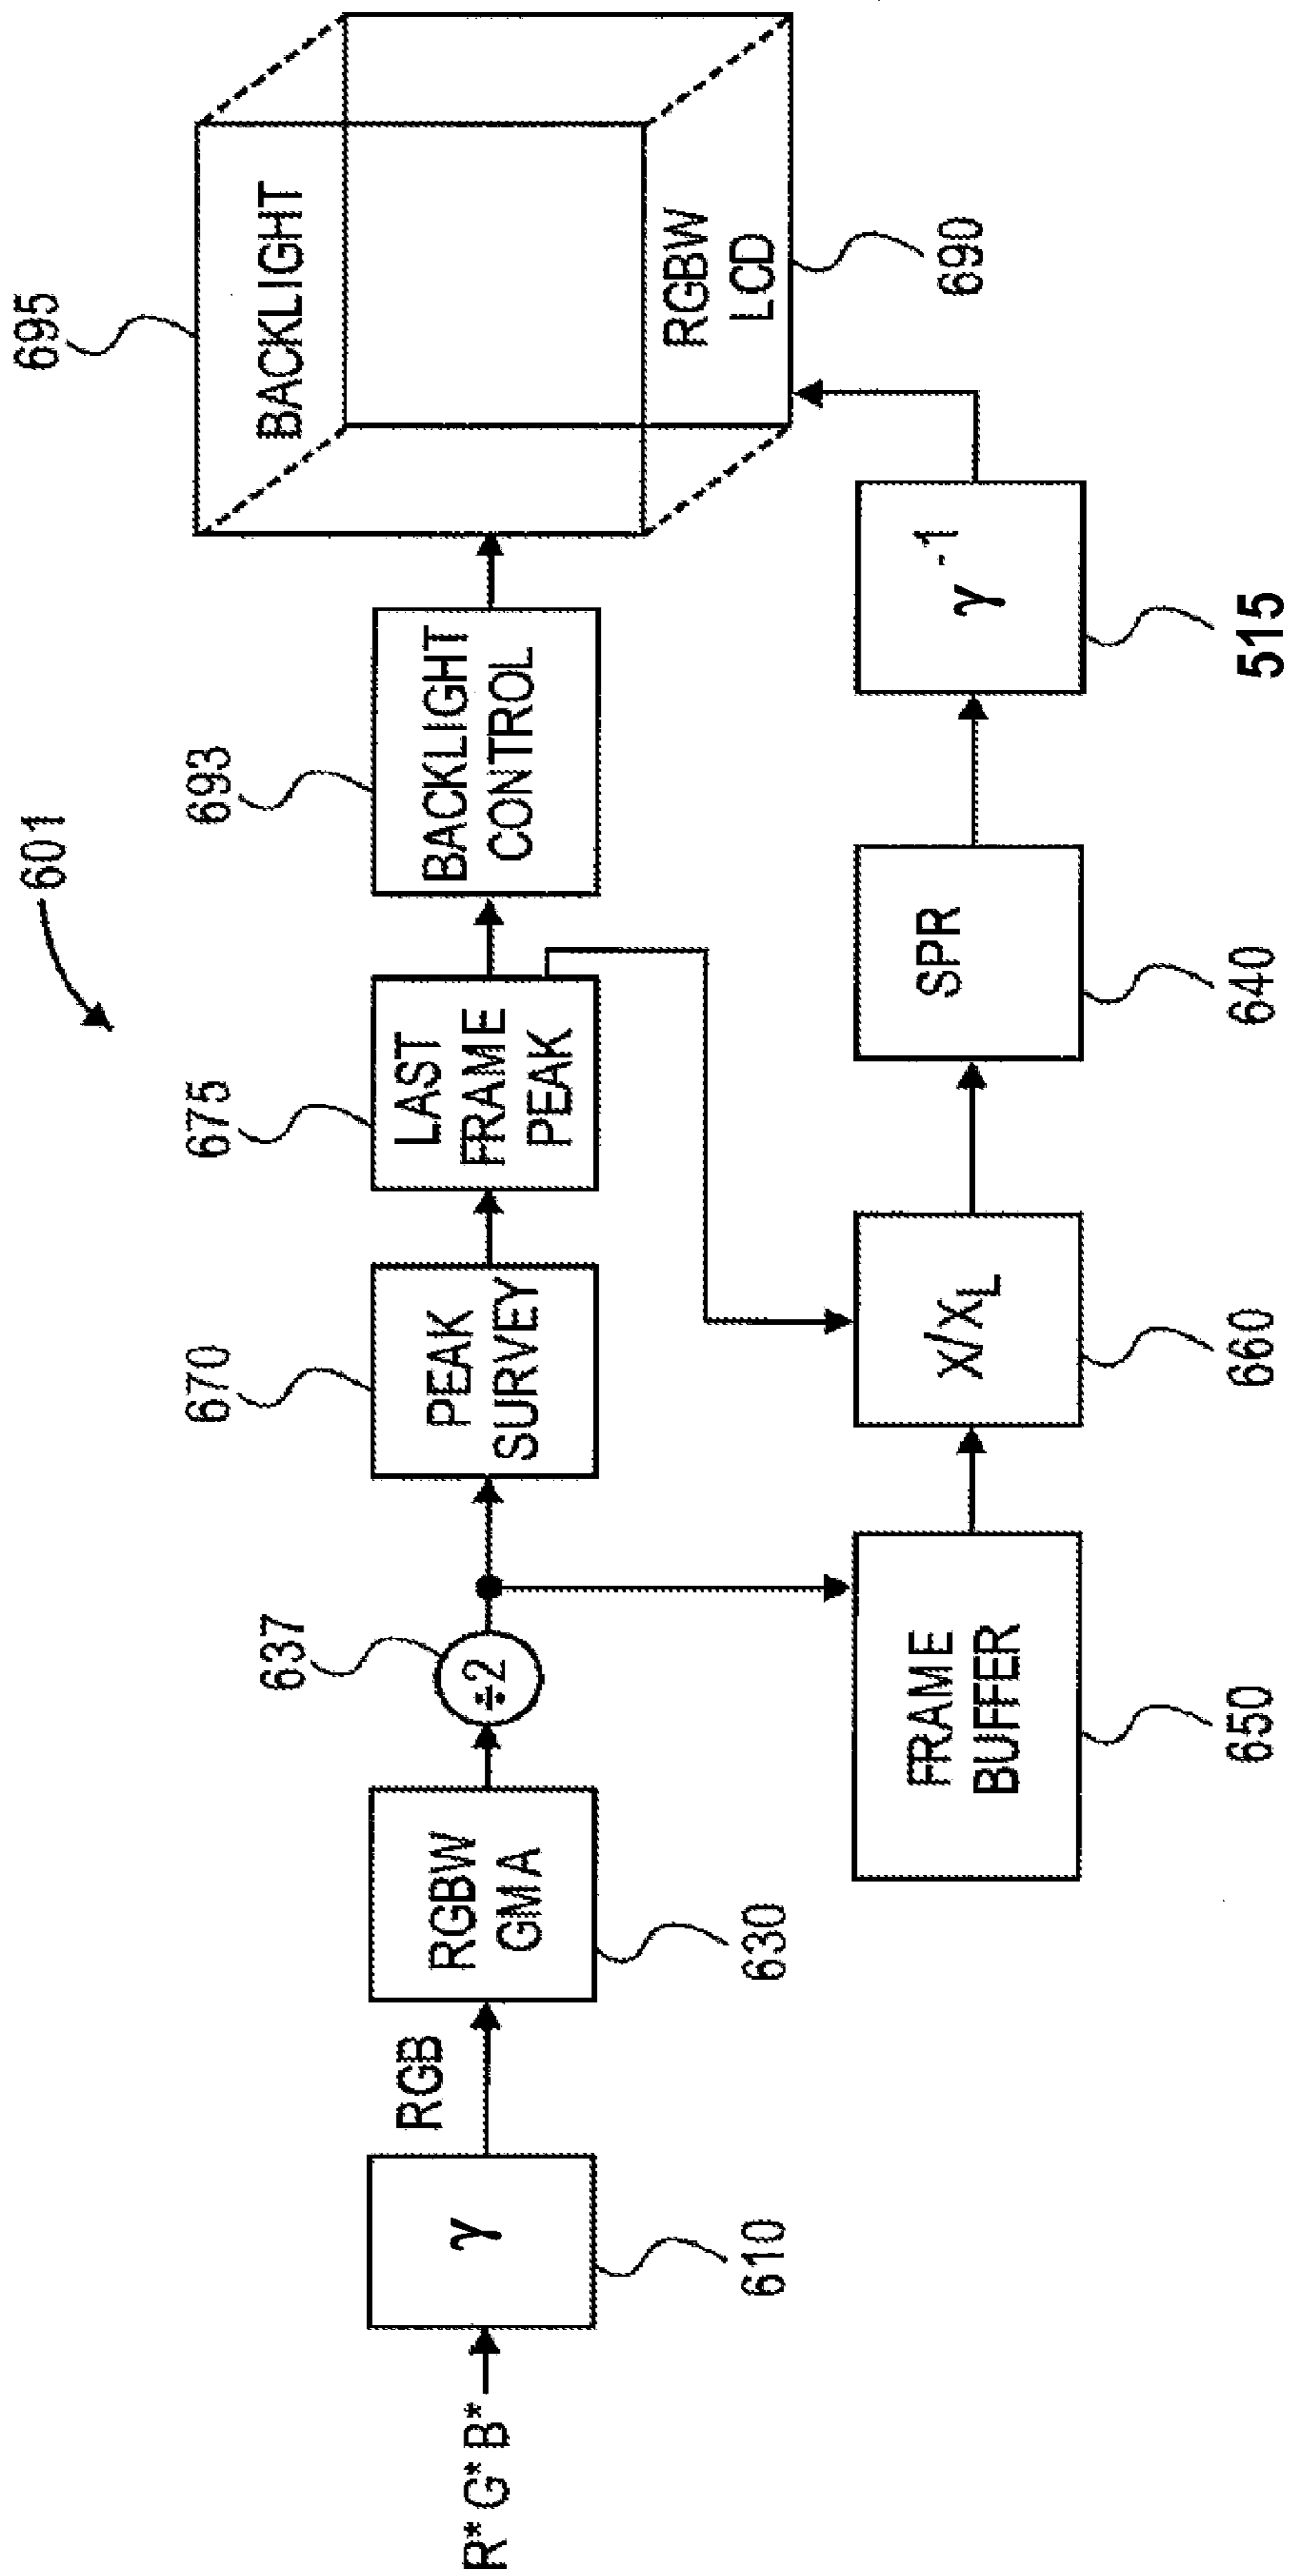 601
R* G* B*
γ
610
RGB
RGBW
GMA
630
÷2
637
PEAK
SURVEY
670
LAST
FRAME
PEAK
675
BACKLIGHT
CONTROL
693
BACKLIGHT
695
RGBW
LCD
690
FRAME
BUFFER
650
X/XL
660
SPR
640
γ-1
515